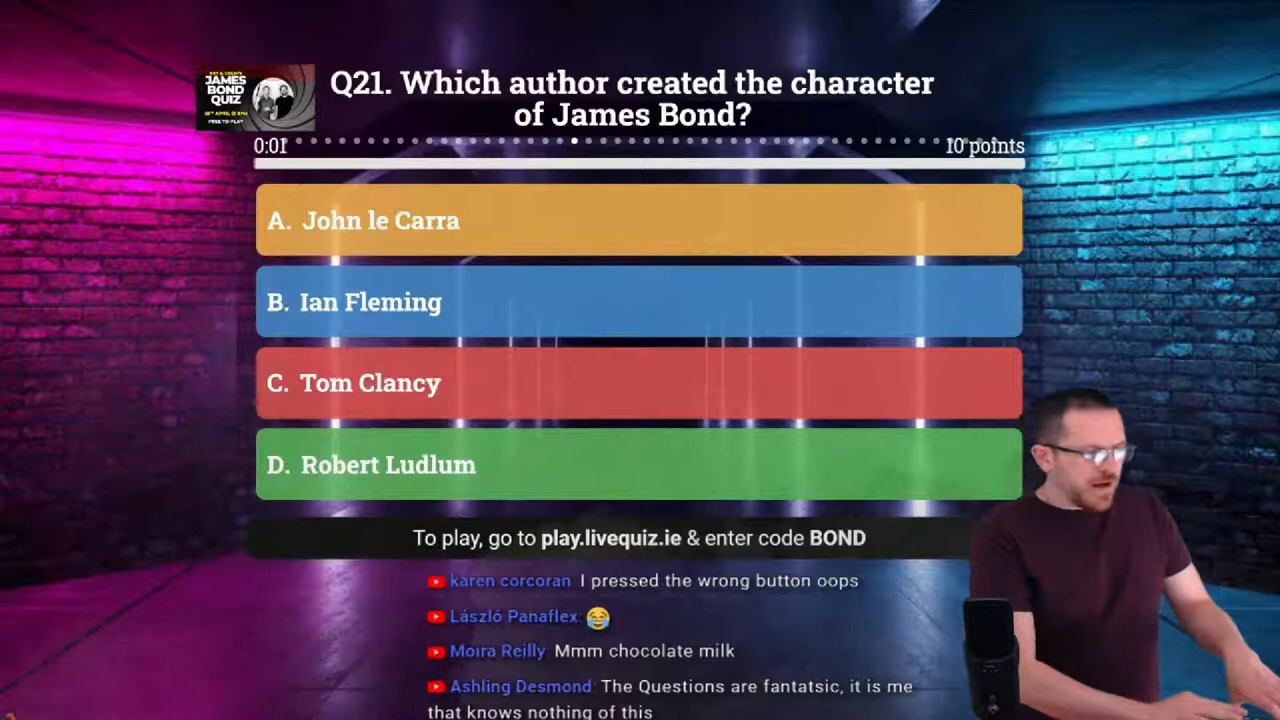 JAMES
BOND
QUIZ
FREE TO PLAY
Q21. Which author created the character
of James Bond?
0:01
10 points
A. John le Carra
B. Ian Fleming
C. Tom Clancy
D. Robert Ludlum
To play, go to play.livequiz.ie & enter code BOND
karen corcoran I pressed the wrong button oops
László Panaflex: 😂
Moira Reilly Mmm chocolate milk
Ashling Desmond: The Questions are fantatsic, it is me
that knows nothing of this